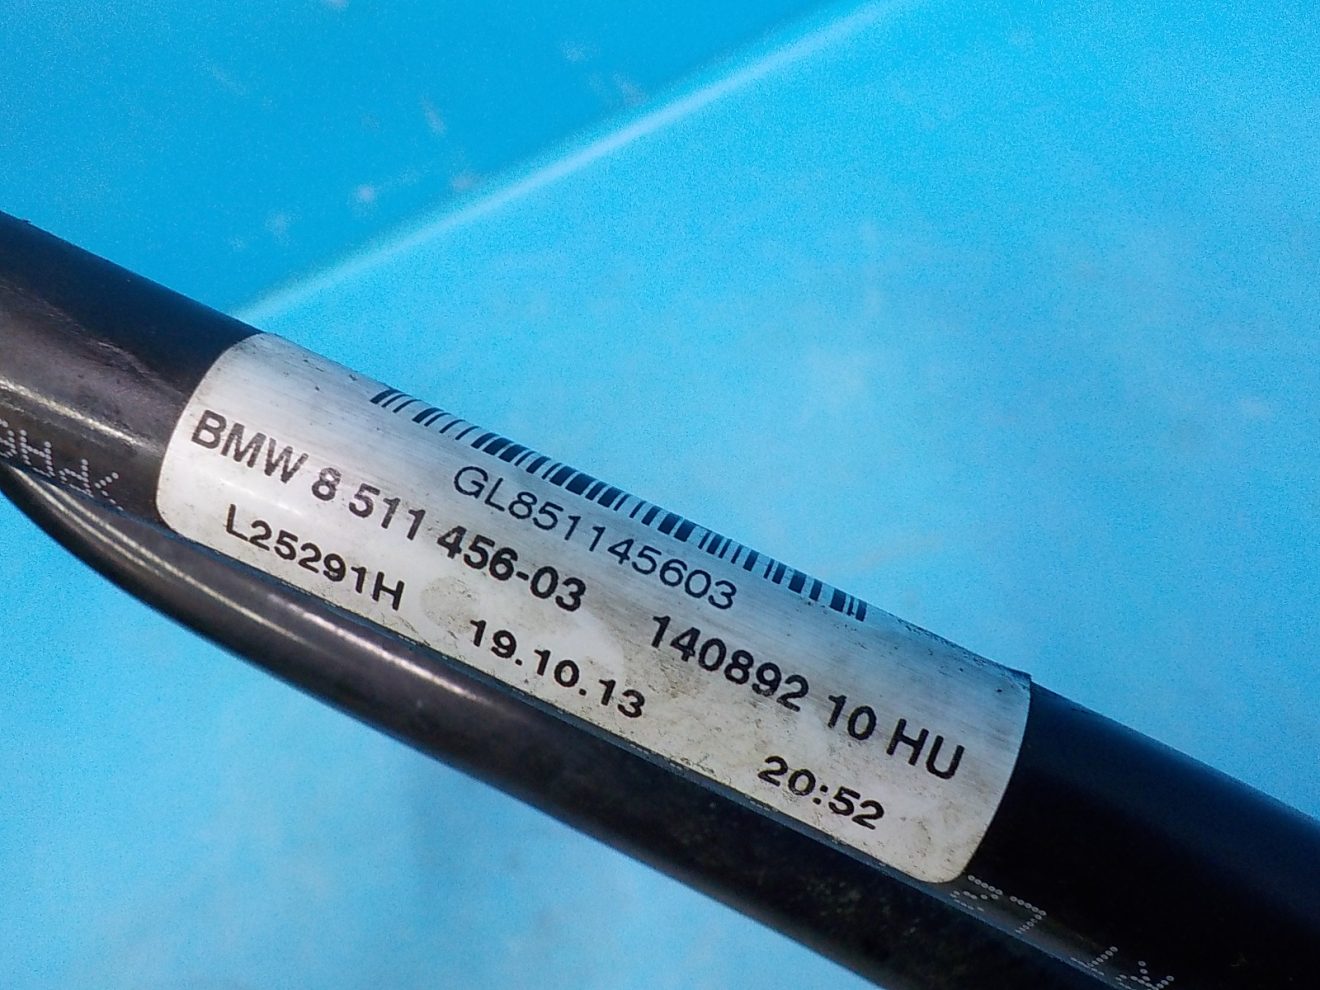 GL851145603
BMW 8 511 456-03 140892 10 HU
L25291H 19.10.13 20:52